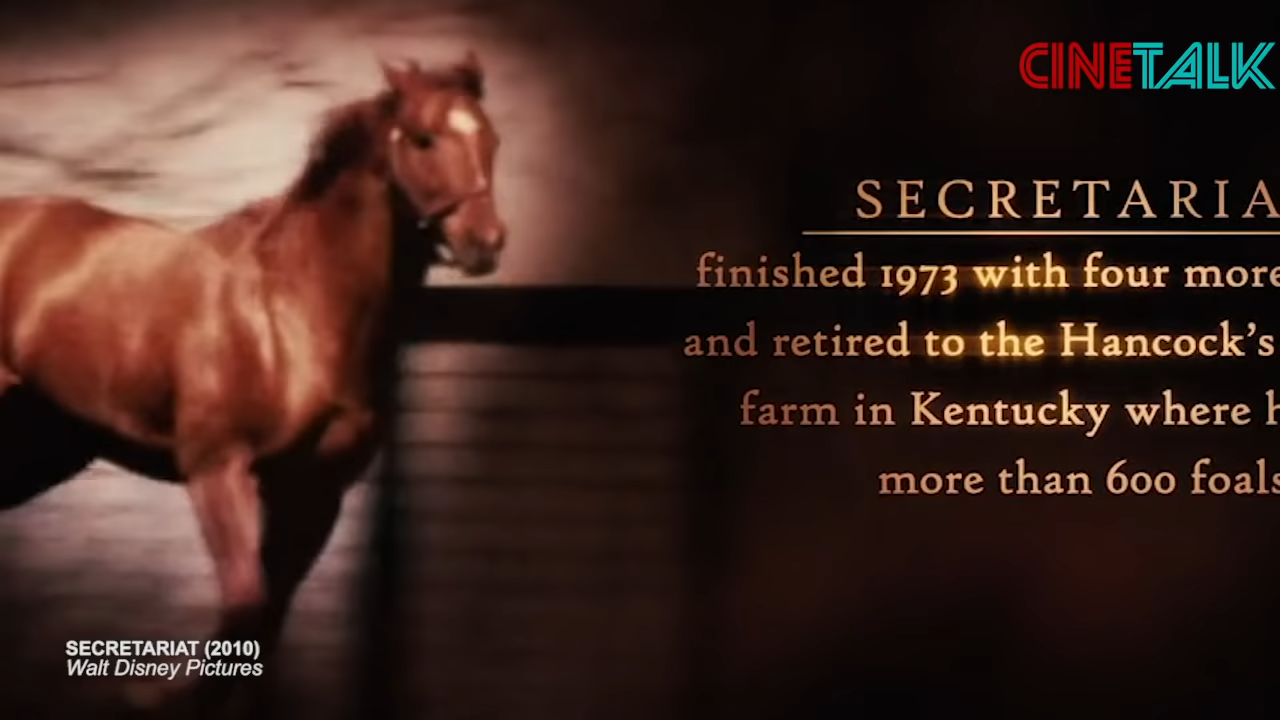 CINETALK
SECRETARIA
finished 1973 with four more
and retired to the Hancock's
farm in Kentucky where h
more than 600 foals
SECRETARIAT (2010)
Walt Disney Pictures